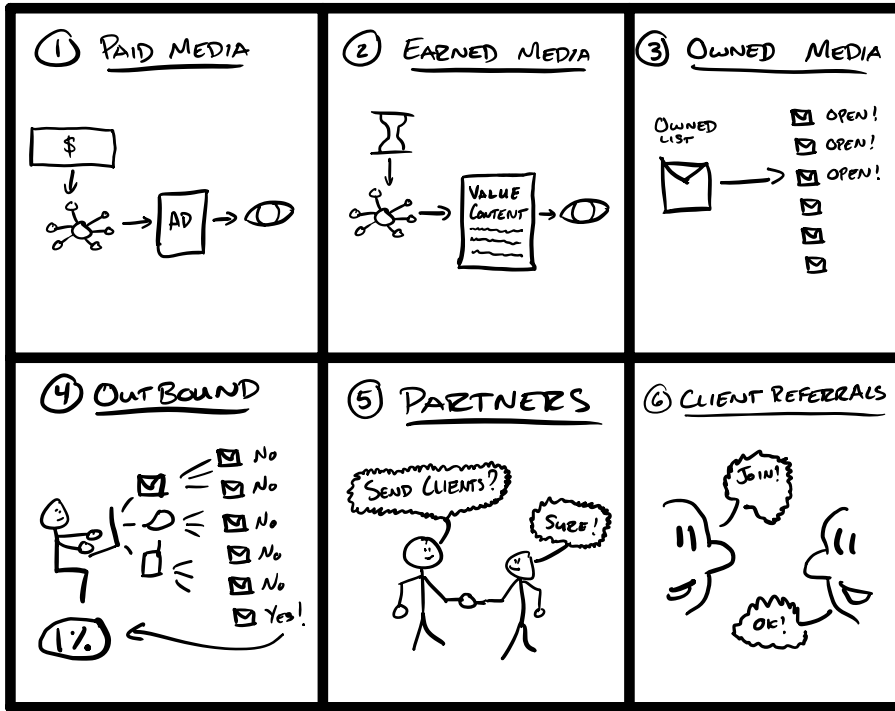 1 PAID MEDIA
$
AD
2 EARNED MEDIA
VALUE
CONTENT
3 OWNED MEDIA
OWNED
LIST
OPEN!
OPEN!
OPEN!
4 OUTBOUND
NO
NO
NO
NO
NO
YES!
1%
5 PARTNERS
SEND CLIENTS?
SURE!
6 CLIENT REFERRALS
JOIN!
OK!